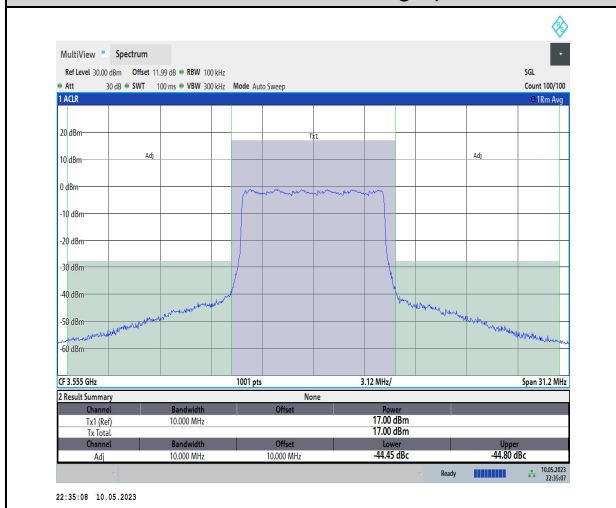 MultiView Spectrum
Ref Level 30.00 dBm Offset 11.99 dB RBW 100 kHz SGL
Att 30 dB SWT 100 ms VBW 300 kHz Mode Auto Sweep Count 100/100
1 ACLR 1Rm Avg
20 dBm
Tx1
10 dBm Adj Adj
0 dBm
-10 dBm
-20 dBm
-30 dBm
-40 dBm
-50 dBm
-60 dBm
CF 3.555 GHz 1001 pts 3.12 MHz/ Span 31.2 MHz
2 Result Summary None
Channel Bandwidth Offset Power
Tx1 (Ref) 10.000 MHz 17.00 dBm
Tx Total 17.00 dBm
Channel Bandwidth Offset Lower Upper
Adj 10.000 MHz 10.000 MHz -44.45 dBc -44.80 dBc
Ready 10.05.2023
22:35:07
22:35:08 10.05.2023